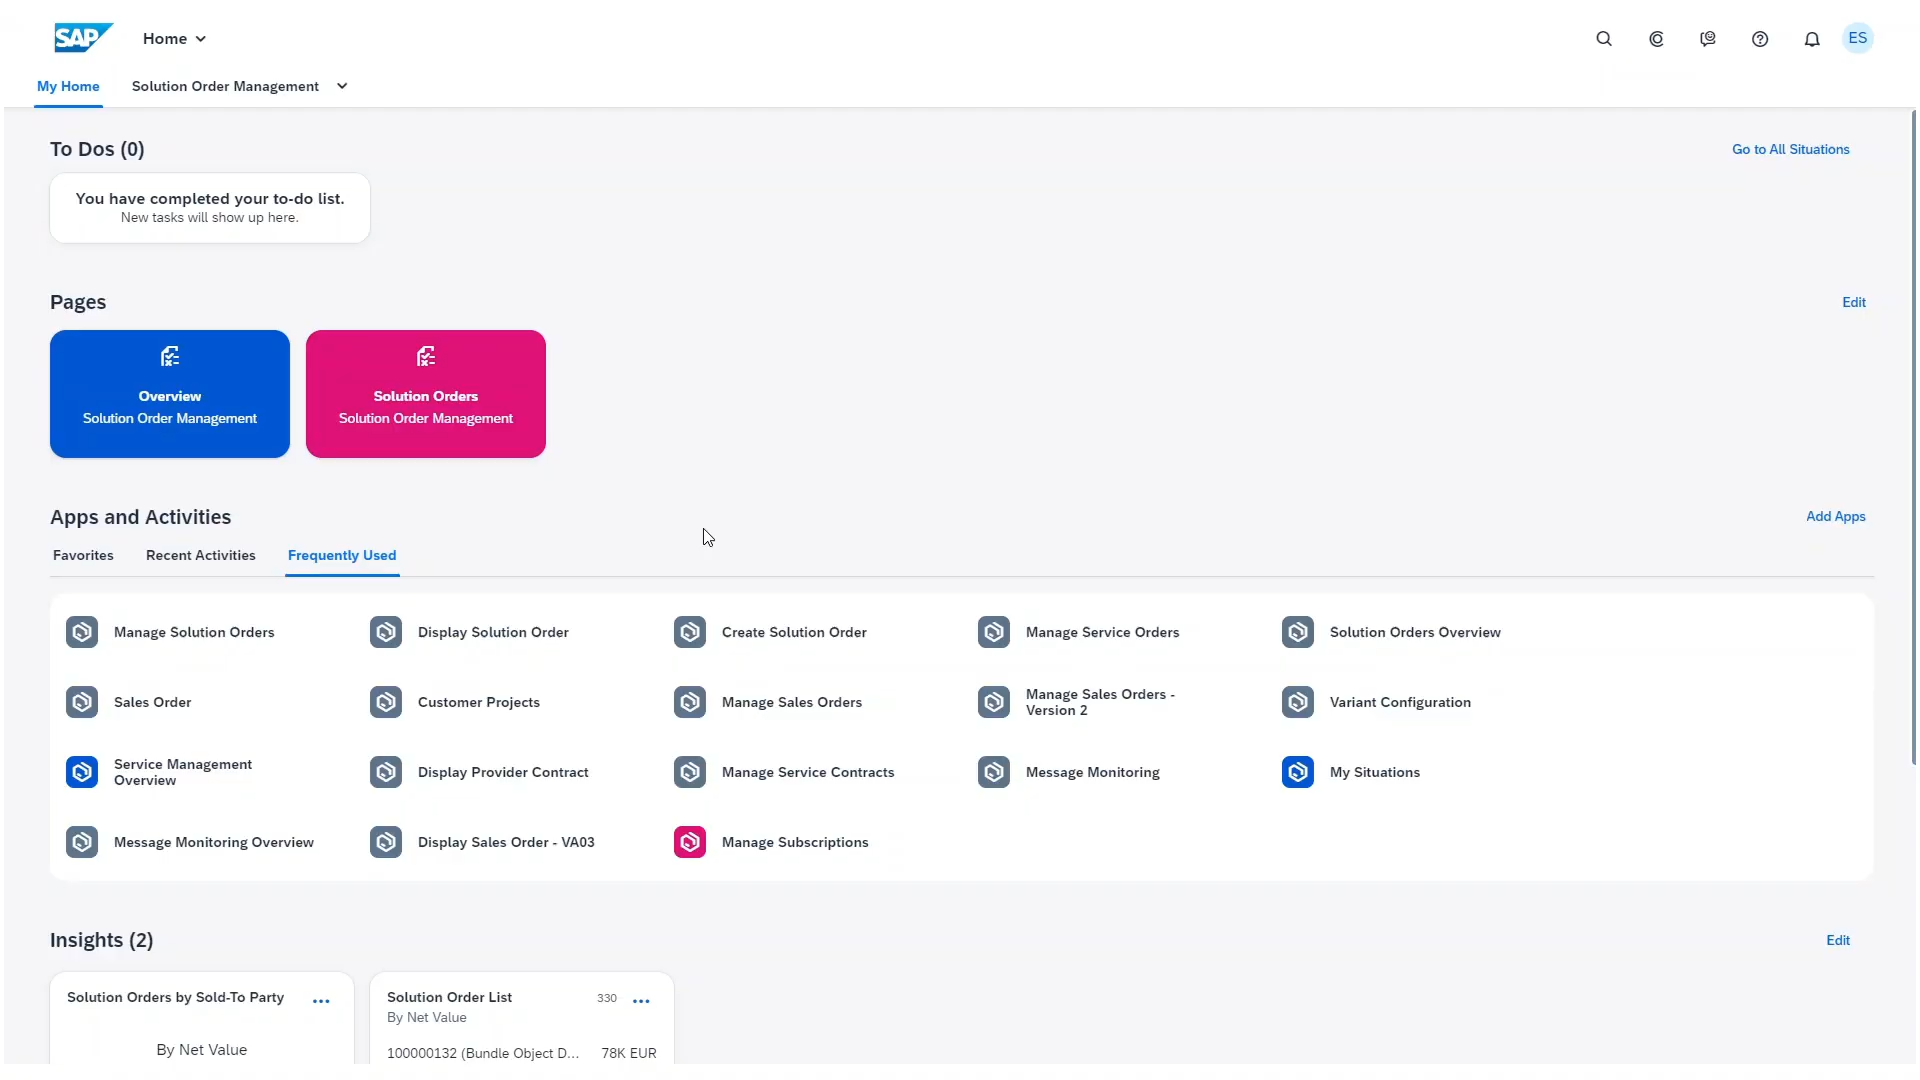 SAP
Home
ES
My Home
Solution Order Management
To Dos (0)
Go to All Situations
You have completed your to-do list.
New tasks will show up here.
Pages
Edit
Overview
Solution Order Management
Solution Orders
Solution Order Management
Apps and Activities
Add Apps
Favorites
Recent Activities
Frequently Used
Manage Solution Orders
Display Solution Order
Create Solution Order
Manage Service Orders
Solution Orders Overview
Sales Order
Customer Projects
Manage Sales Orders
Manage Sales Orders -
Version 2
Variant Configuration
Service Management
Overview
Display Provider Contract
Manage Service Contracts
Message Monitoring
My Situations
Message Monitoring Overview
Display Sales Order - VA03
Manage Subscriptions
Insights (2)
Edit
Solution Orders by Sold-To Party
By Net Value
Solution Order List
330
By Net Value
100000132 (Bundle Object D...
78K EUR